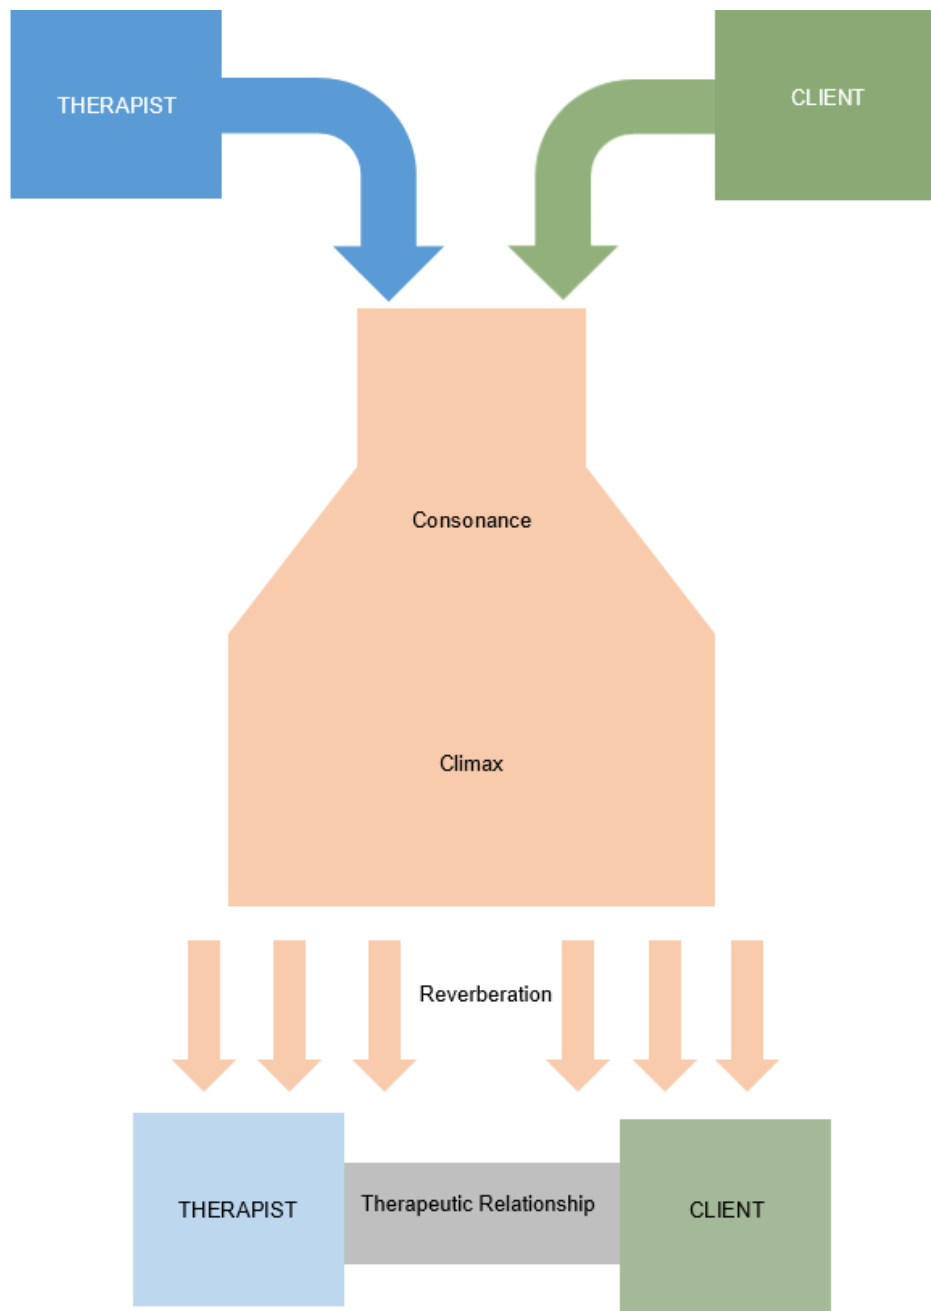 THERAPIST
CLIENT
Consonance
Climax
Reverberation
THERAPIST
Therapeutic Relationship
CLIENT